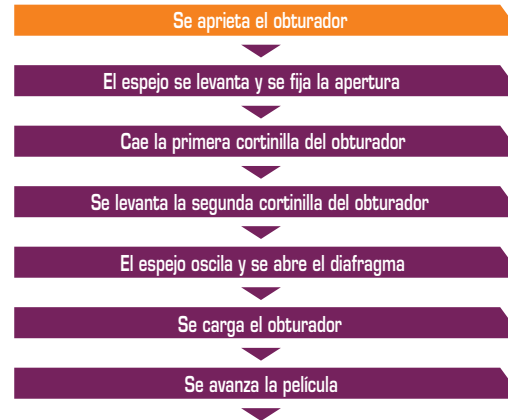 Se aprieta el obturador
El espejo se levanta y se fija la apertura
Cae la primera cortinilla del obturador
Se levanta la segunda cortinilla del obturador
El espejo oscila y se abre el diafragma
Se carga el obturador
Se avanza la película